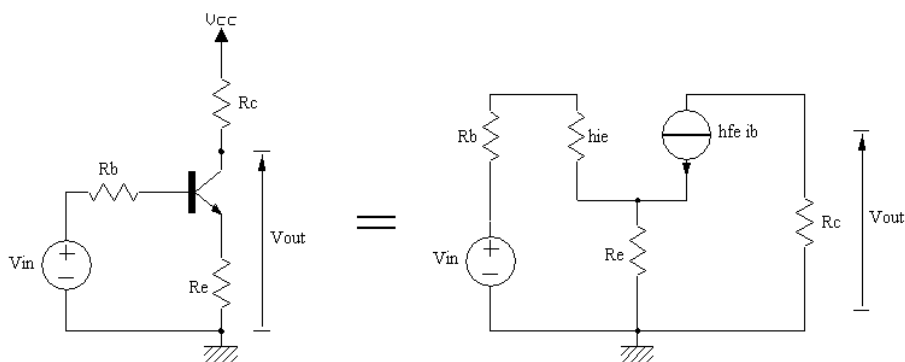 Vcc
Rc
Rb
Vin
+
−
Re
Vout
=
Rb
hie
hfe ib
Vin
+
−
Re
Rc
Vout